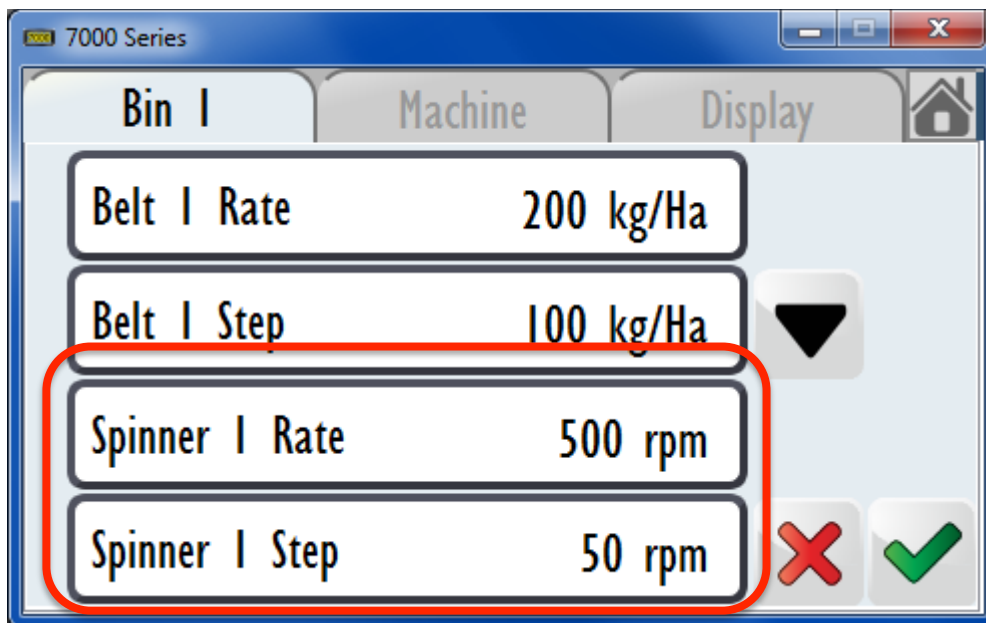 7000 Series
Bin 1 Machine Display
Belt 1 Rate 200 kg/Ha
Belt 1 Step 100 kg/Ha
Spinner 1 Rate 500 rpm
Spinner 1 Step 50 rpm